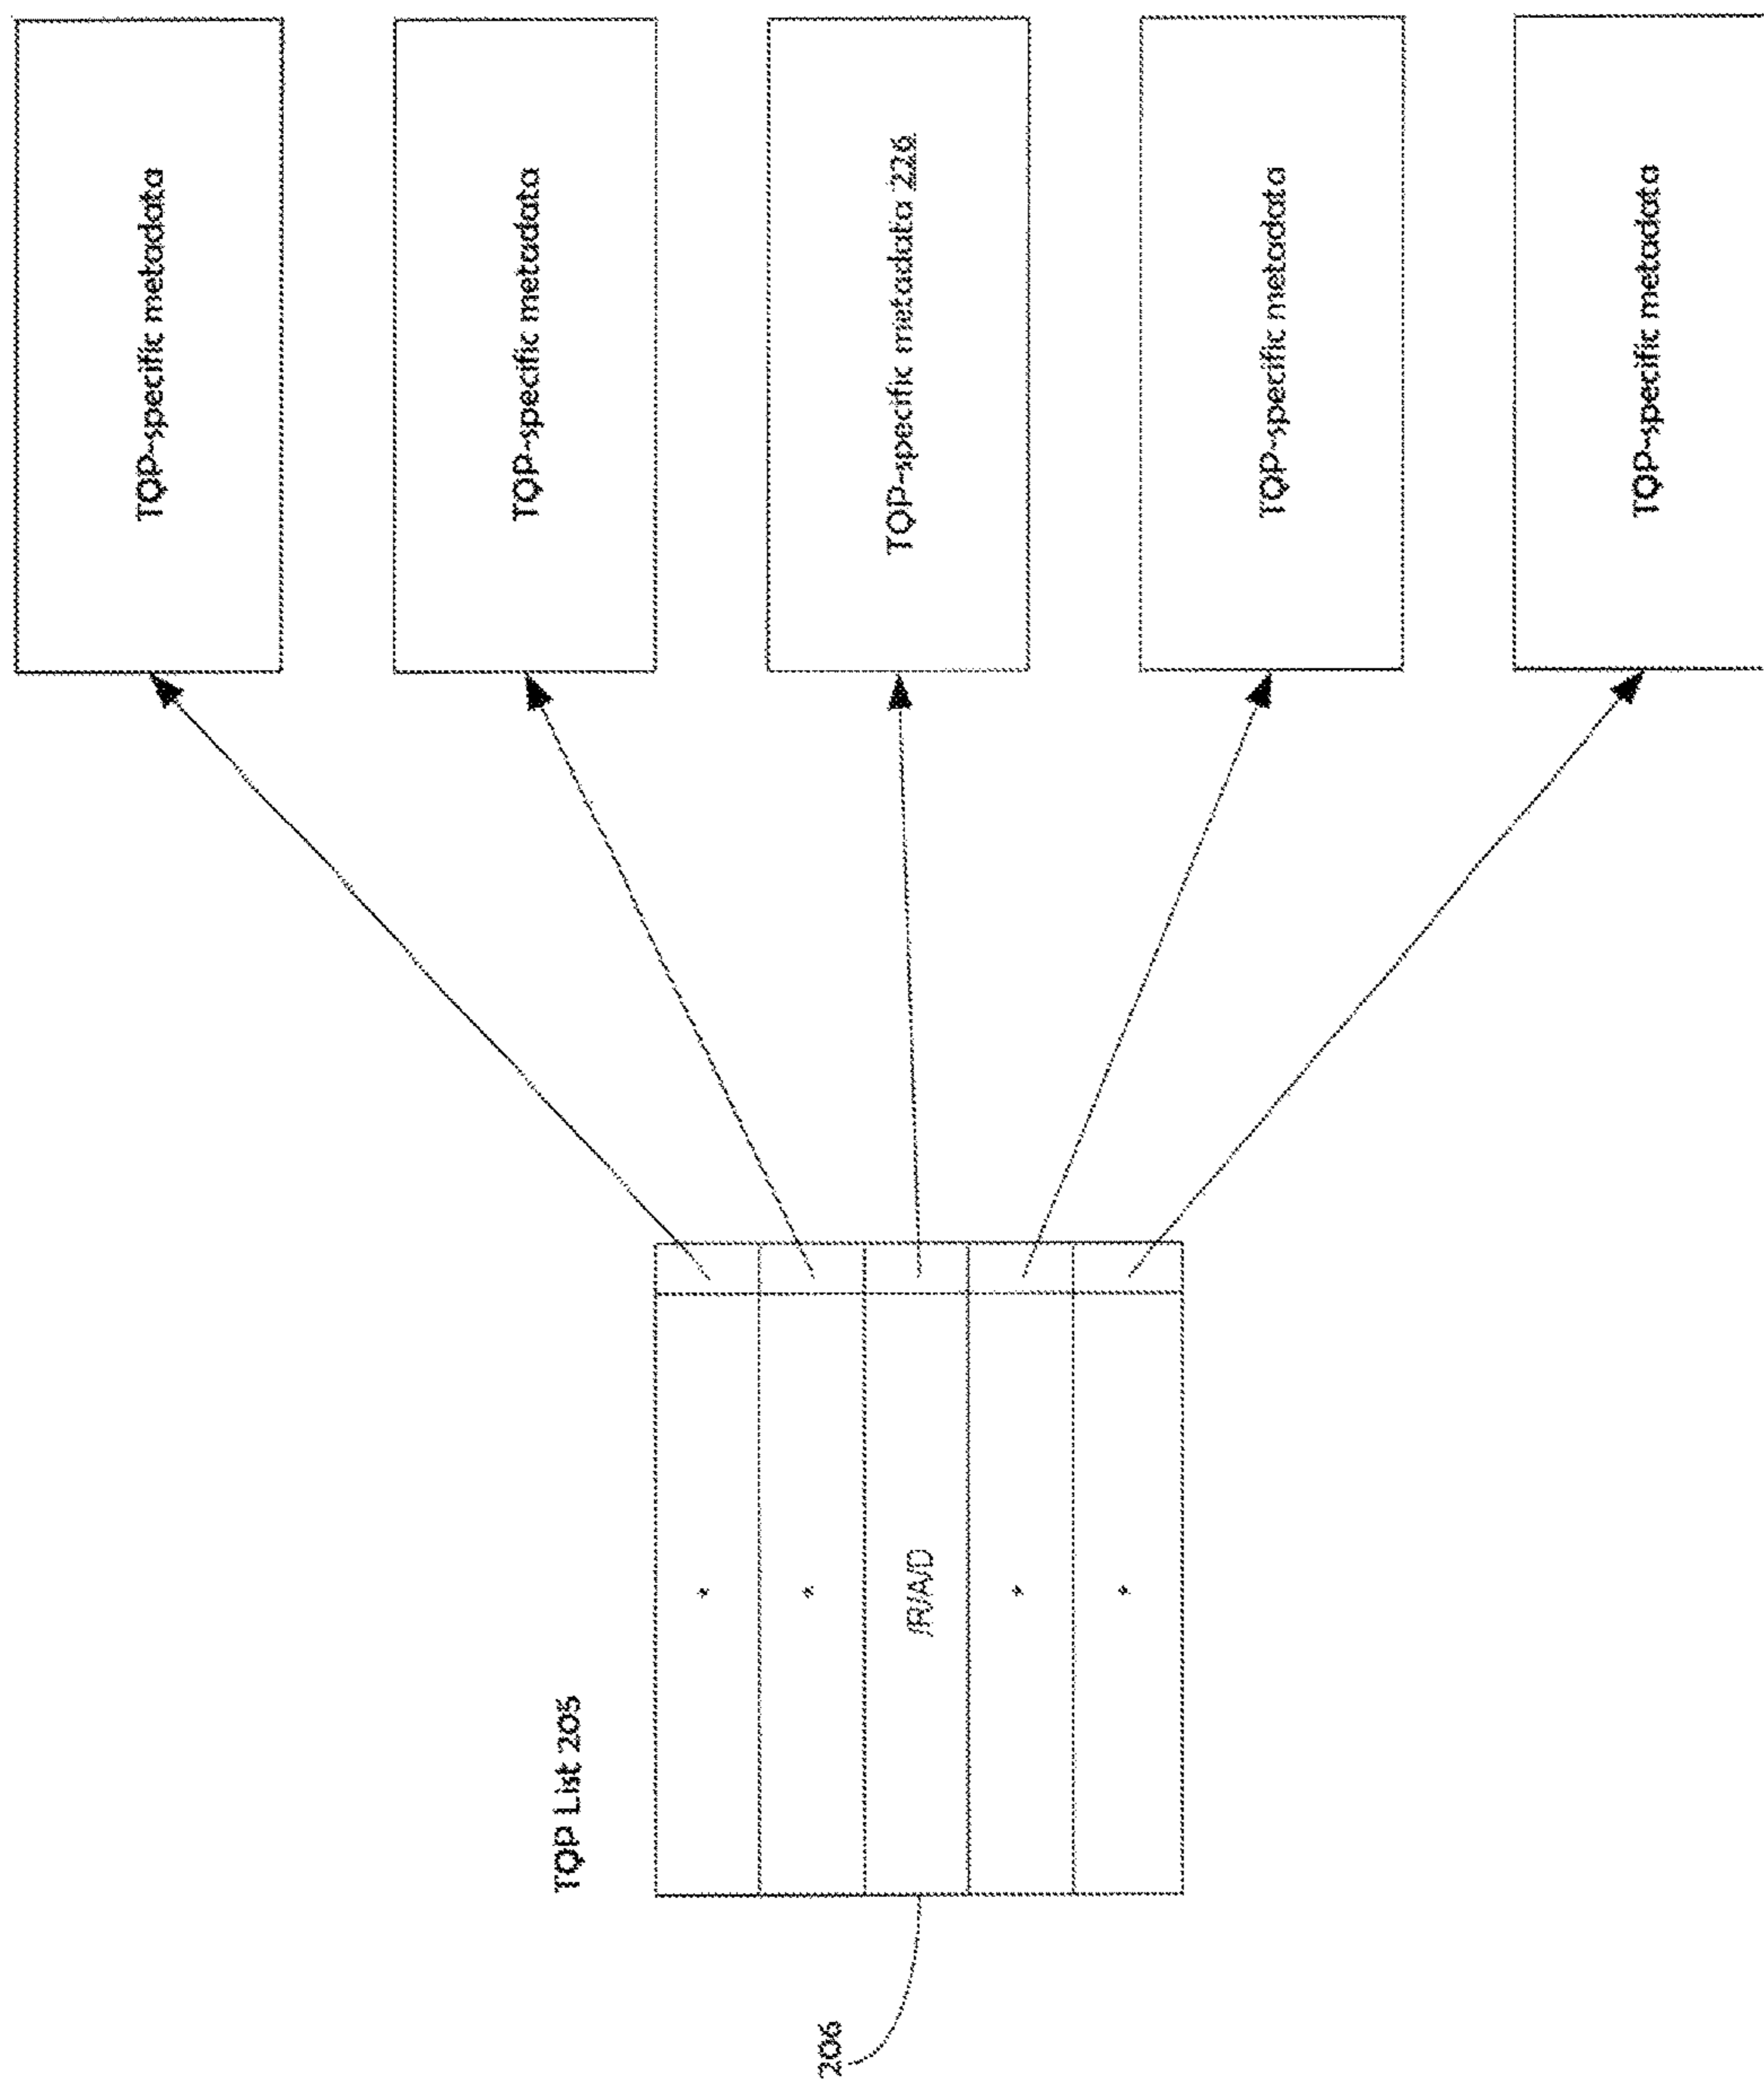 TQP List 205
206
*
*
/R/A/D
*
*
TQP-specific metadata
TQP-specific metadata
TQP-specific metadata 226
TQP-specific metadata
TQP-specific metadata